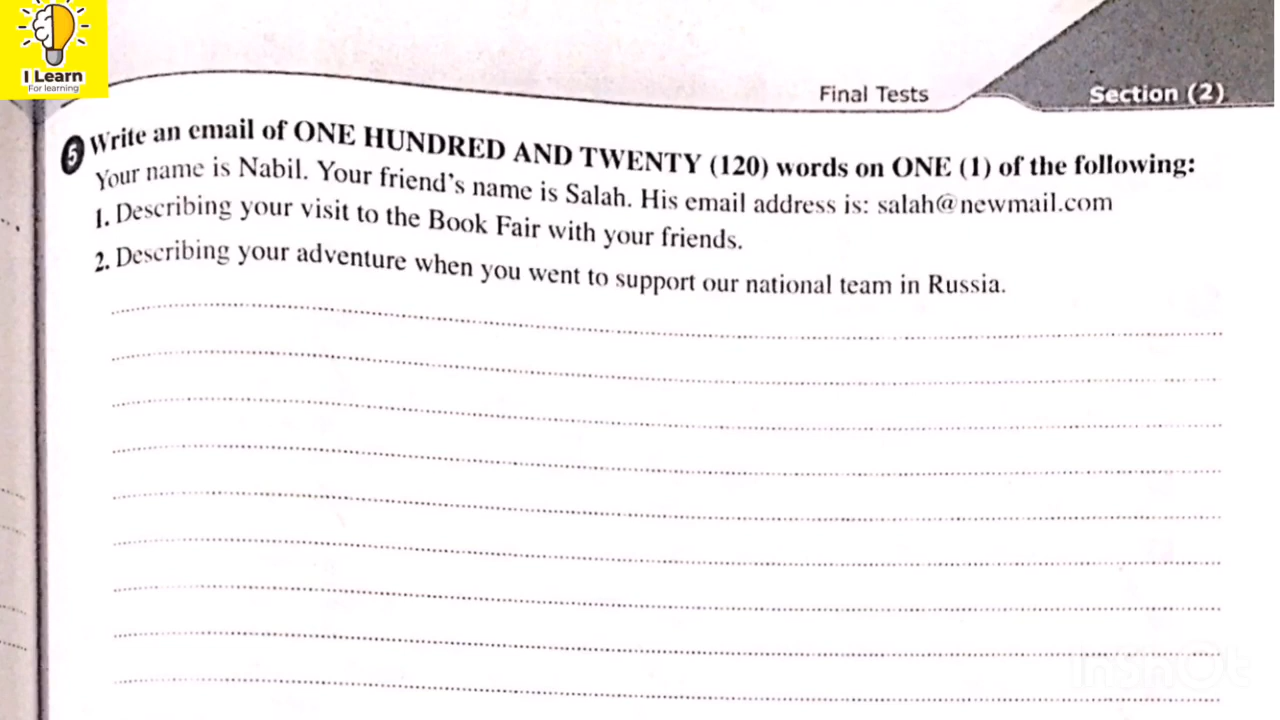 I Learn
For learning
Final Tests
Section (2)
5 Write an email of ONE HUNDRED AND TWENTY (120) words on ONE (1) of the following:
Your name is Nabil. Your friend's name is Salah. His email address is: salah@newmail.com
1. Describing your visit to the Book Fair with your friends.
2. Describing your adventure when you went to support our national team in Russia.